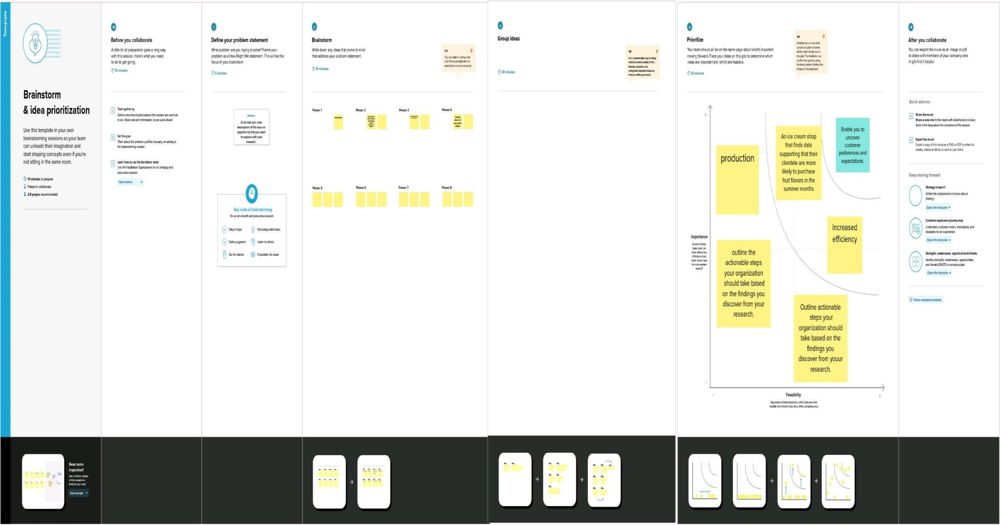 Template
Brainstorm
& idea prioritization
Use this template in your own
brainstorming sessions so your team
can unleash their imagination and
start shaping concepts even if you're
not sitting in the same room.
10 minutes to prepare
1 hour to collaborate
2-8 people recommended
Need some
inspiration?
See a finished version
of this template to
kickstart your work.
Open example
Before you collaborate
A little bit of preparation goes a long way
with this session. Here's what you need
to do to get going.
10 minutes
A
Team gathering
Define who should participate in the session and send an
invite. Share relevant information or pre-work ahead.
B
Set the goal
Think about the problem you'll be focusing on solving in
the brainstorming session.
C
Learn how to use the facilitation tools
Use the Facilitation Superpowers to run a happy and
productive session.
Open article
1
Define your problem statement
What problem are you trying to solve? Frame your
problem as a How Might We statement. This will be the
focus of your brainstorm.
5 minutes
PROBLEM
A concise and clear
description of the issue or
opportunity that you want
to explore with your
research.
Key rules of brainstorming
To run an smooth and productive session
Stay in topic.
Encourage wild ideas.
Defer judgment.
Listen to others.
Go for volume.
If possible, be visual.
2
Brainstorm
Write down any ideas that come to mind
that address your problem statement.
10 minutes
TIP
You can select a sticky note
and hit the pencil [switch to
sketch] icon to start drawing!
Person 1
Person 2
Person 3
Person 4
Person 5
Person 6
Person 7
Person 8
3
Group ideas
20 minutes
TIP
Add customizable tags to sticky
notes to make it easier to find,
browse, organize, and
categorize important ideas as
themes within your mural.
4
Prioritize
Your team should all be on the same page about what's important
moving forward. Place your ideas on this grid to determine which
ideas are important and which are feasible.
20 minutes
TIP
Participants can use their
cursors to point at where
sticky notes should go on
the grid. The facilitator can
confirm the spot by using
the laser pointer holding the
H key on the keyboard.
+
production
An ice cream shop
that finds data
supporting that their
clientele are more
likely to purchase
fruit flavors in the
summer months
Enable you to
uncover
customer
preferences and
expectations.
Increased
efficiency
Importance
If each of these
tasks could get
done without any
difficulty or cost,
which would have
the most positive
impact?
outline the
actionable steps
your organization
should take based
on the findings you
discover from your
research.
Outline actionable
steps your
organization should
take based on the
findings you
discover from youur
research.
-
-
Feasibility
+
Regardless of their importance, which tasks are more
feasible than others? (Cost, time, effort, complexity, etc.)
After you collaborate
You can export the mural as an image or pdf
to share with members of your company who
might find it helpful.
Quick add-ons
A
Share the mural
Share a view link to the mural with stakeholders to keep
them in the loop about the outcomes of the session.
B
Export the mural
Export a copy of the mural as a PNG or PDF to attach to
emails, include in slides, or save in your drive.
Keep moving forward
Strategy blueprint
Define the components of a new idea or
strategy.
Open the template
Customer experience journey map
Understand customer needs, motivations, and
obstacles for an experience.
Open the template
Strengths, weaknesses, opportunities & threats
Identify strengths, weaknesses, opportunities,
and threats (SWOT) to develop a plan.
Open the template
Share template feedback